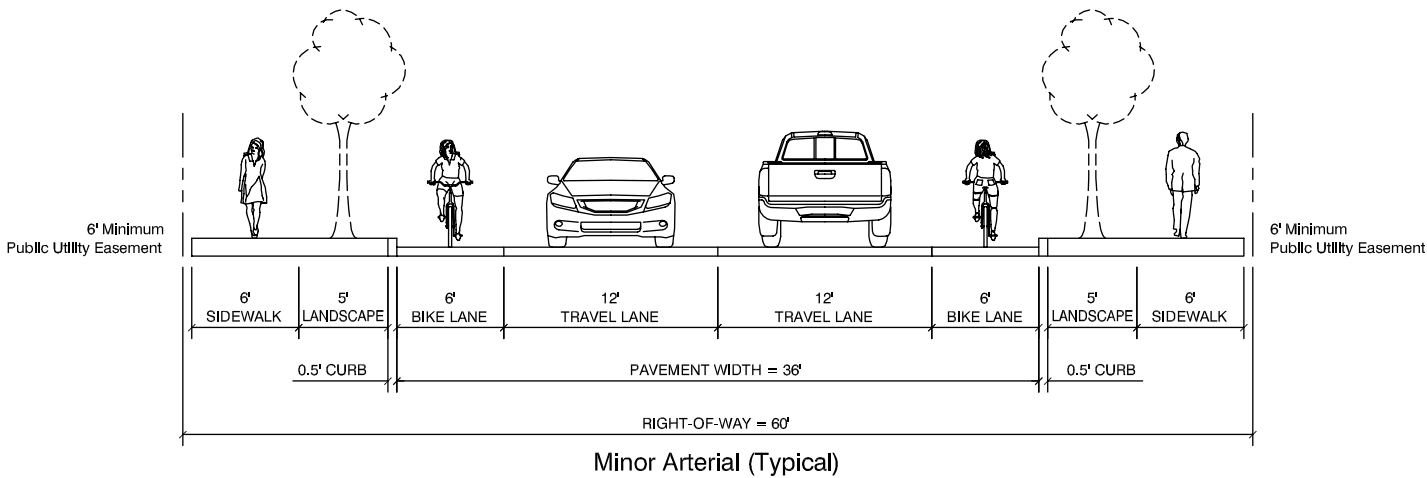 6' Minimum
Public Utility Easement
6' Minimum
Public Utility Easement
6'
SIDEWALK
5'
LANDSCAPE
6'
BIKE LANE
12'
TRAVEL LANE
12'
TRAVEL LANE
6'
BIKE LANE
5'
LANDSCAPE
6'
SIDEWALK
0.5' CURB
PAVEMENT WIDTH = 36'
0.5' CURB
RIGHT-OF-WAY = 60'
Minor Arterial (Typical)